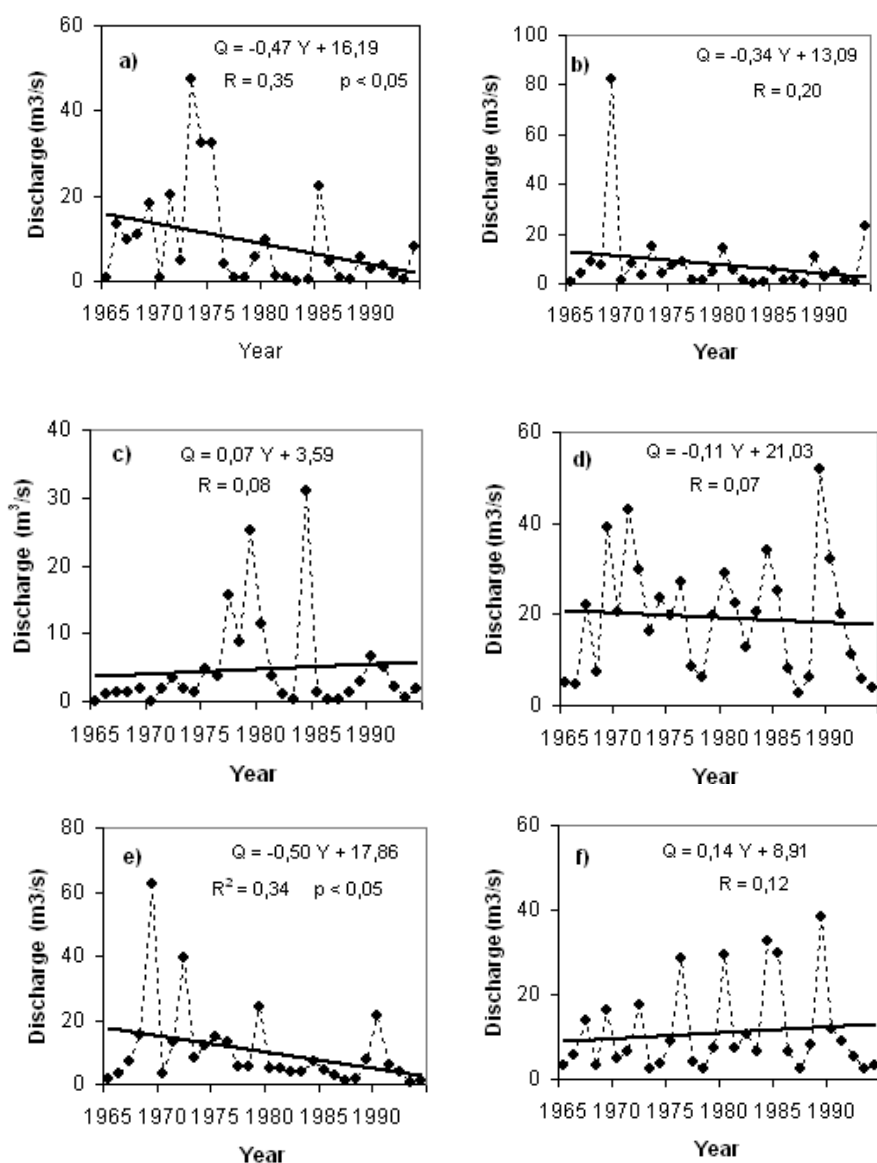 a)
Q = -0,47 Y + 16,19
R = 0,35 p < 0,05
Discharge (m3/s)
60
40
20
0
1965 1970 1975 1980 1985 1990
Year
b)
Q = -0,34 Y + 13,09
R = 0,20
Discharge (m3/s)
100
80
60
40
20
0
1965 1970 1975 1980 1985 1990
Year
c)
Q = 0,07 Y + 3,59
R = 0,08
Discharge (m³/s)
40
30
20
10
0
1965 1970 1975 1980 1985 1990
Year
d)
Q = -0,11 Y + 21,03
R = 0,07
Discharge (m3/s)
60
40
20
0
1965 1970 1975 1980 1985 1990
Year
e)
Q = -0,50 Y + 17,86
R² = 0,34 p < 0,05
Discharge (m3/s)
80
60
40
20
0
1965 1970 1975 1980 1985 1990
Year
f)
Q = 0,14 Y + 8,91
R = 0,12
Discharge (m3/s)
60
40
20
0
1965 1970 1975 1980 1985 1990
Year